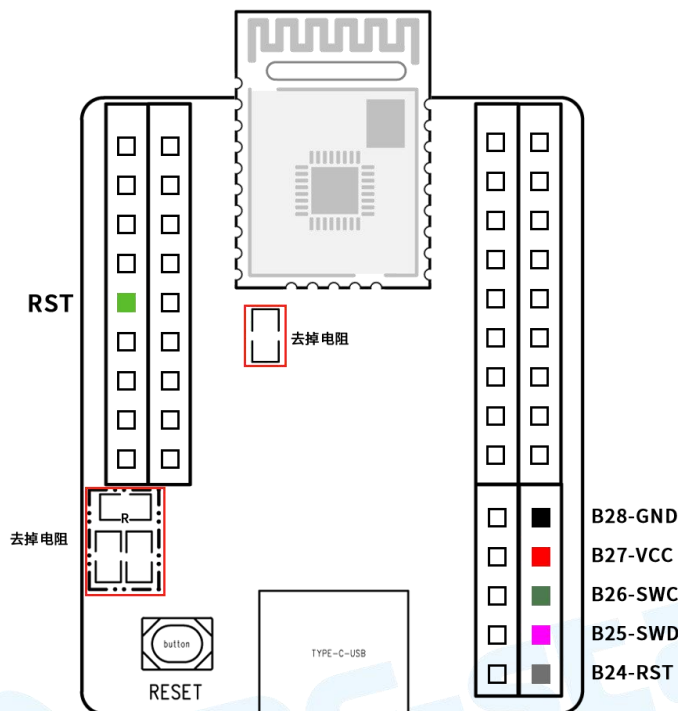 RST
去掉电阻
R
去掉电阻
B28-GND
B27-VCC
B26-SWC
B25-SWD
B24-RST
button
TYPE-C-USB
RESET